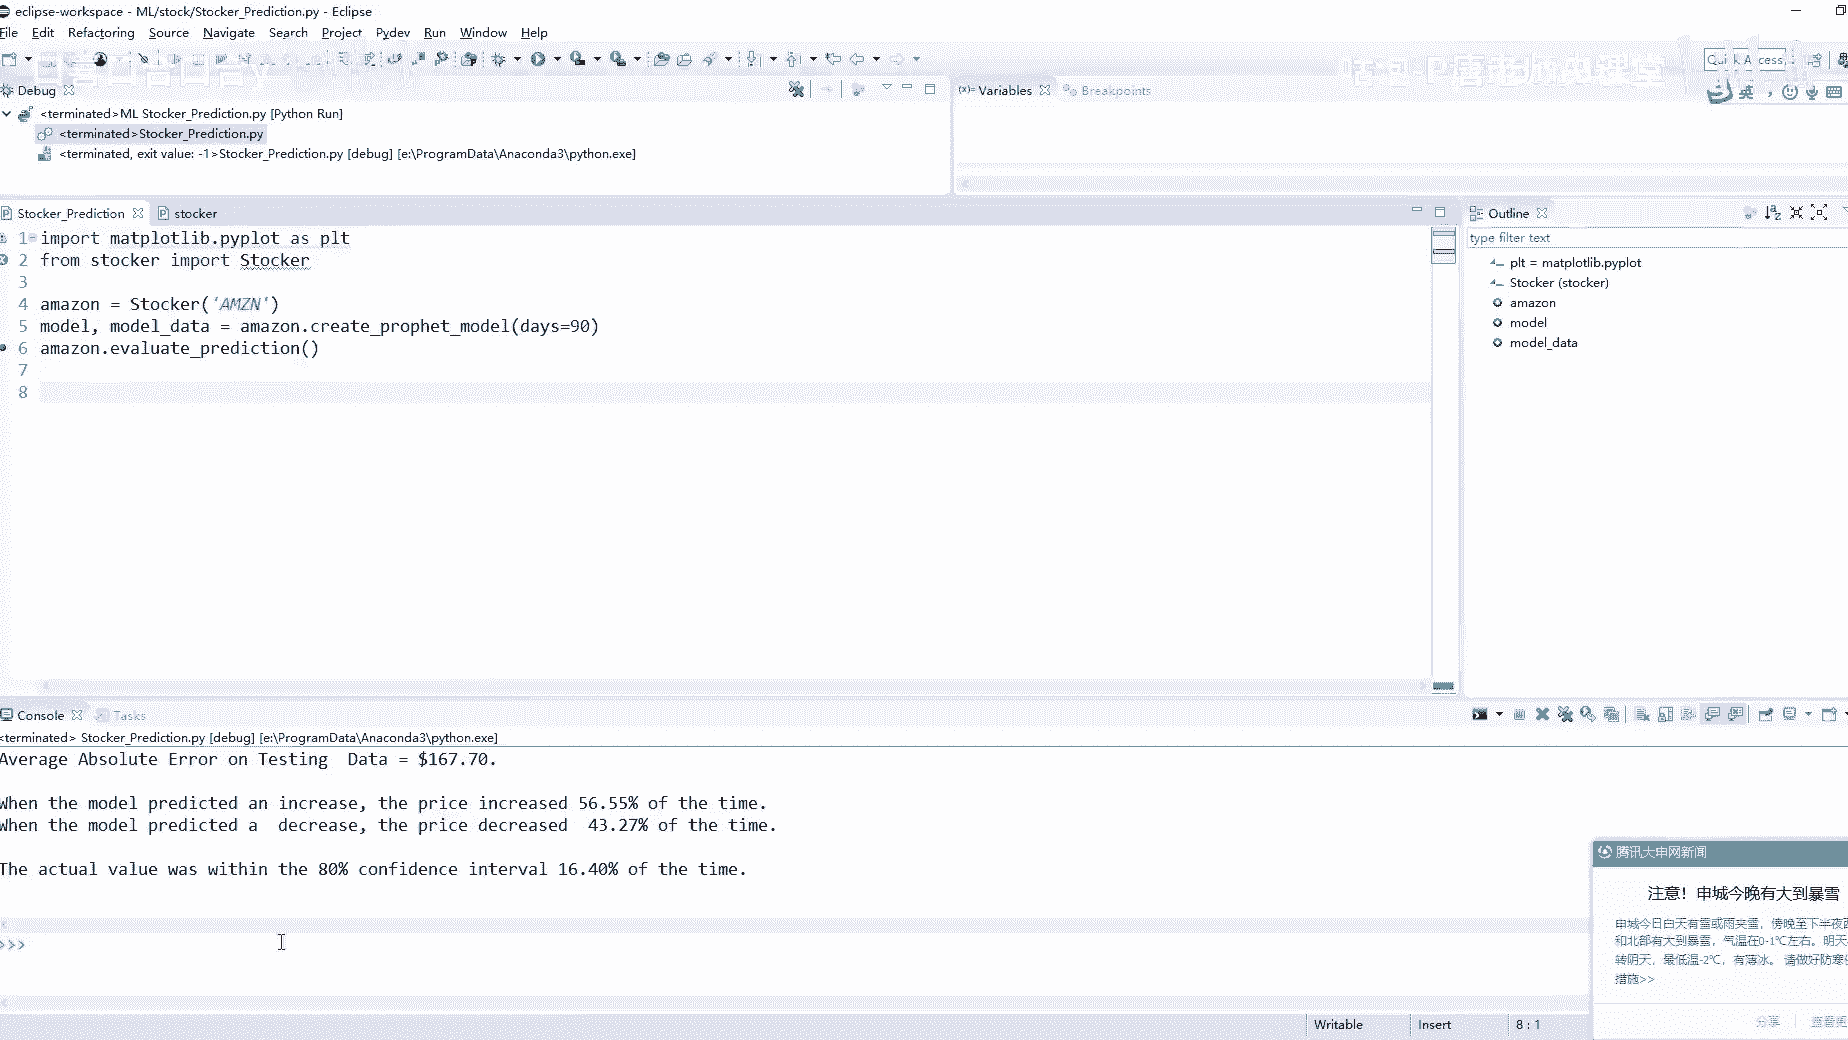 eclipse-workspace - ML/stock/Stocker_Prediction.py - Eclipse
File Edit Refactoring Source Navigate Search Project Pydev Run Window Help
Quick Access
Debug
<terminated>ML Stocker_Prediction.py [Python Run]
<terminated>Stocker_Prediction.py
<terminated, exit value: -1>Stocker_Prediction.py [debug] [e:\ProgramData\Anaconda3\python.exe]
(x)= Variables Breakpoints
英
Stocker_Prediction stocker
1 import matplotlib.pyplot as plt
2 from stocker import Stocker
3
4 amazon = Stocker('AMZN')
5 model, model_data = amazon.create_prophet_model(days=90)
6 amazon.evaluate_prediction()
7
8
Outline
type filter text
plt = matplotlib.pyplot
Stocker (stocker)
amazon
model
model_data
Console Tasks
<terminated> Stocker_Prediction.py [debug] [e:\ProgramData\Anaconda3\python.exe]
Average Absolute Error on Testing  Data = $167.70.
When the model predicted an increase, the price increased 56.55% of the time.
When the model predicted a  decrease, the price decreased  43.27% of the time.
The actual value was within the 80% confidence interval 16.40% of the time.
>>>
腾讯大申网新闻
注意！申城今晚有大到暴雪
申城今日白天有雪或雨夹雪，傍晚至下半夜
和北部有大到暴雪，气温在0-1℃左右。明天
转阴天，最低温-2℃，有薄冰。请做好防寒
措施>>
分享
Writable Insert 8 : 1